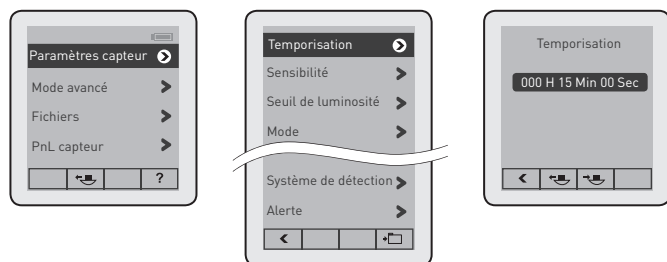 Paramètres capteur
Mode avancé
Fichiers
PnL capteur
?
Temporisation
Sensibilité
Seuil de luminosité
Mode
Système de détection
Alerte
Temporisation
000 H 15 Min 00 Sec